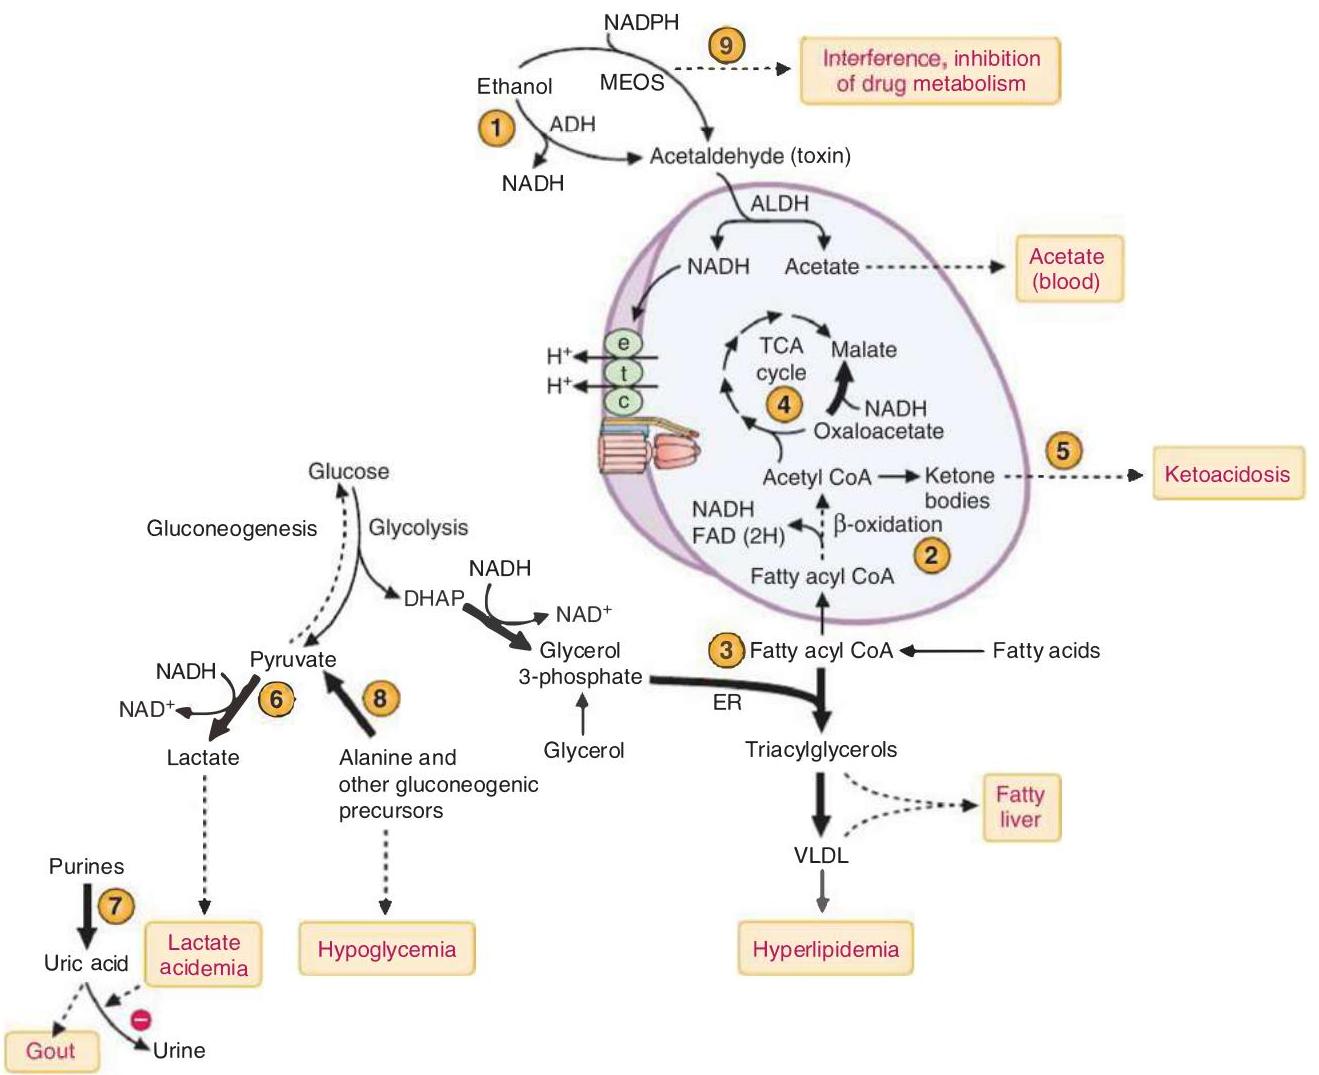 NADPH
9
Interference, inhibition
of drug metabolism
Ethanol
MEOS
1
ADH
NADH
Acetaldehyde (toxin)
ALDH
NADH
Acetate
Acetate
(blood)
H+
H+
e
t
c
TCA
cycle
4
Malate
NADH
Oxaloacetate
Acetyl CoA
Ketone
bodies
5
Ketoacidosis
NADH
FAD (2H)
β-oxidation
2
Fatty acyl CoA
Glucose
Gluconeogenesis
Glycolysis
DHAP
NADH
NAD+
Glycerol
3-phosphate
3
Fatty acyl CoA
Fatty acids
ER
Glycerol
Pyruvate
NADH
NAD+
6
8
Lactate
Alanine and
other gluconeogenic
precursors
Triacylglycerols
Fatty
liver
VLDL
Purines
7
Uric acid
Lactate
acidemia
Hypoglycemia
Hyperlipidemia
−
Gout
Urine